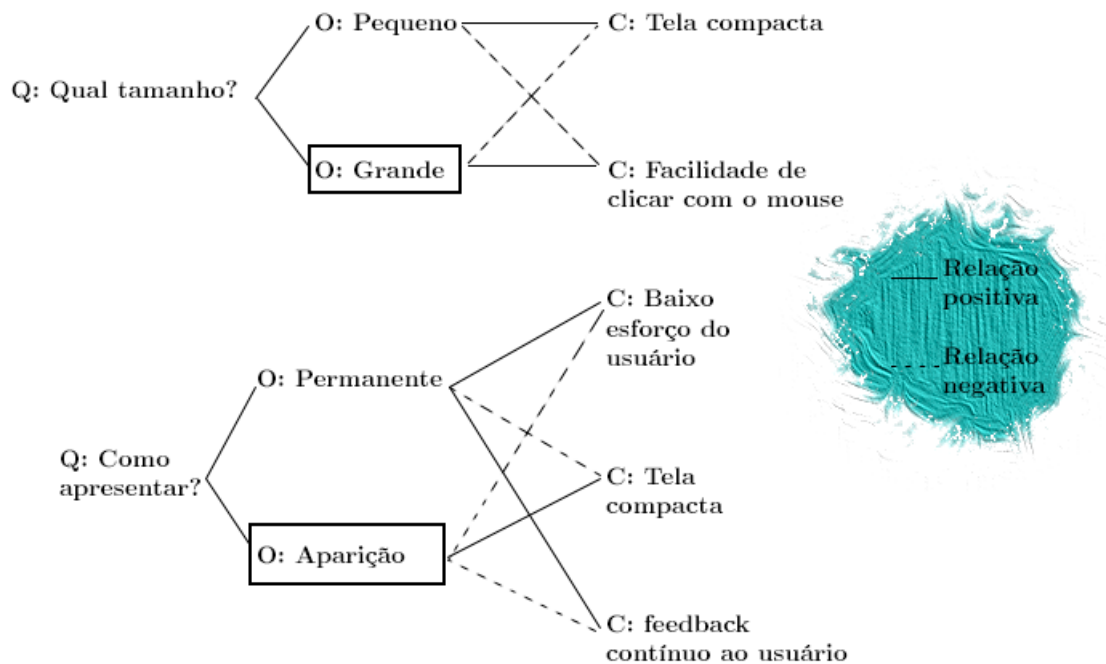 O: Pequeno
C: Tela compacta
Q: Qual tamanho?
O: Grande
C: Facilidade de
clicar com o mouse
Relação
positiva
Relação
negativa
C: Baixo
esforço do
usuário
O: Permanente
Q: Como
apresentar?
C: Tela
compacta
O: Aparição
C: feedback
contínuo ao usuário